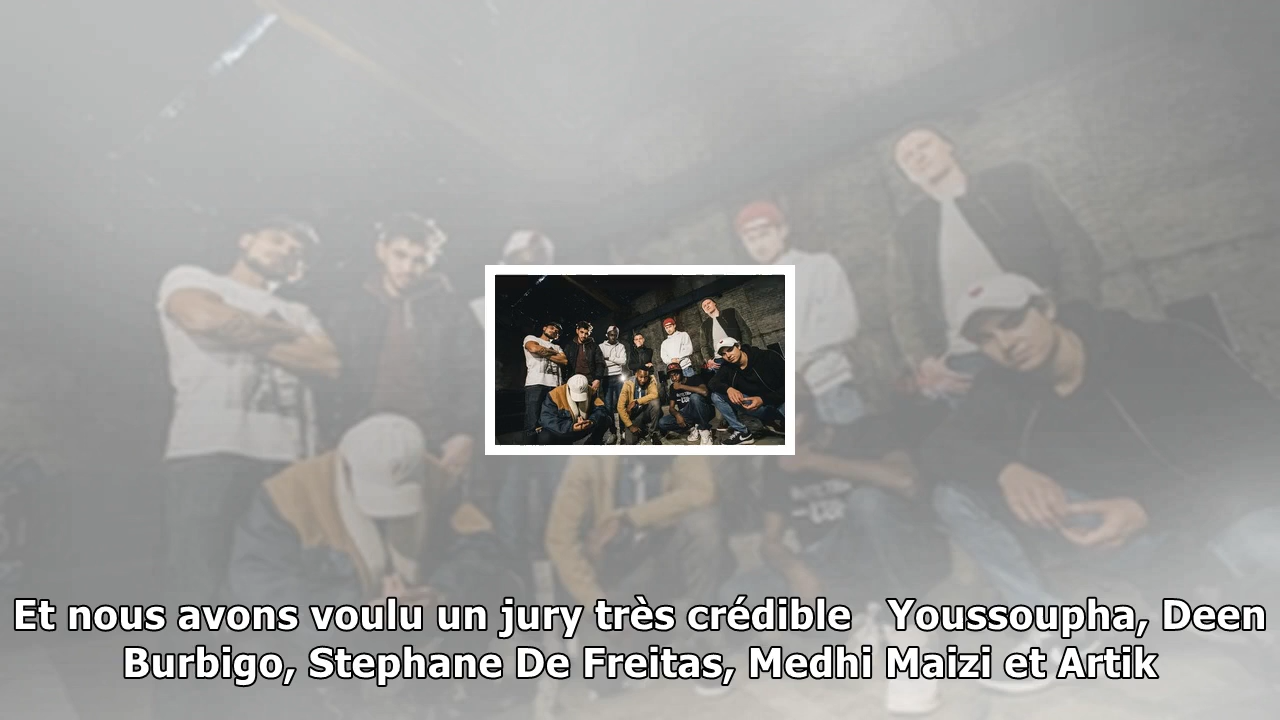 Et nous avons voulu un jury très crédible   Youssoupha, Deen
Burbigo, Stephane De Freitas, Medhi Maizi et Artik